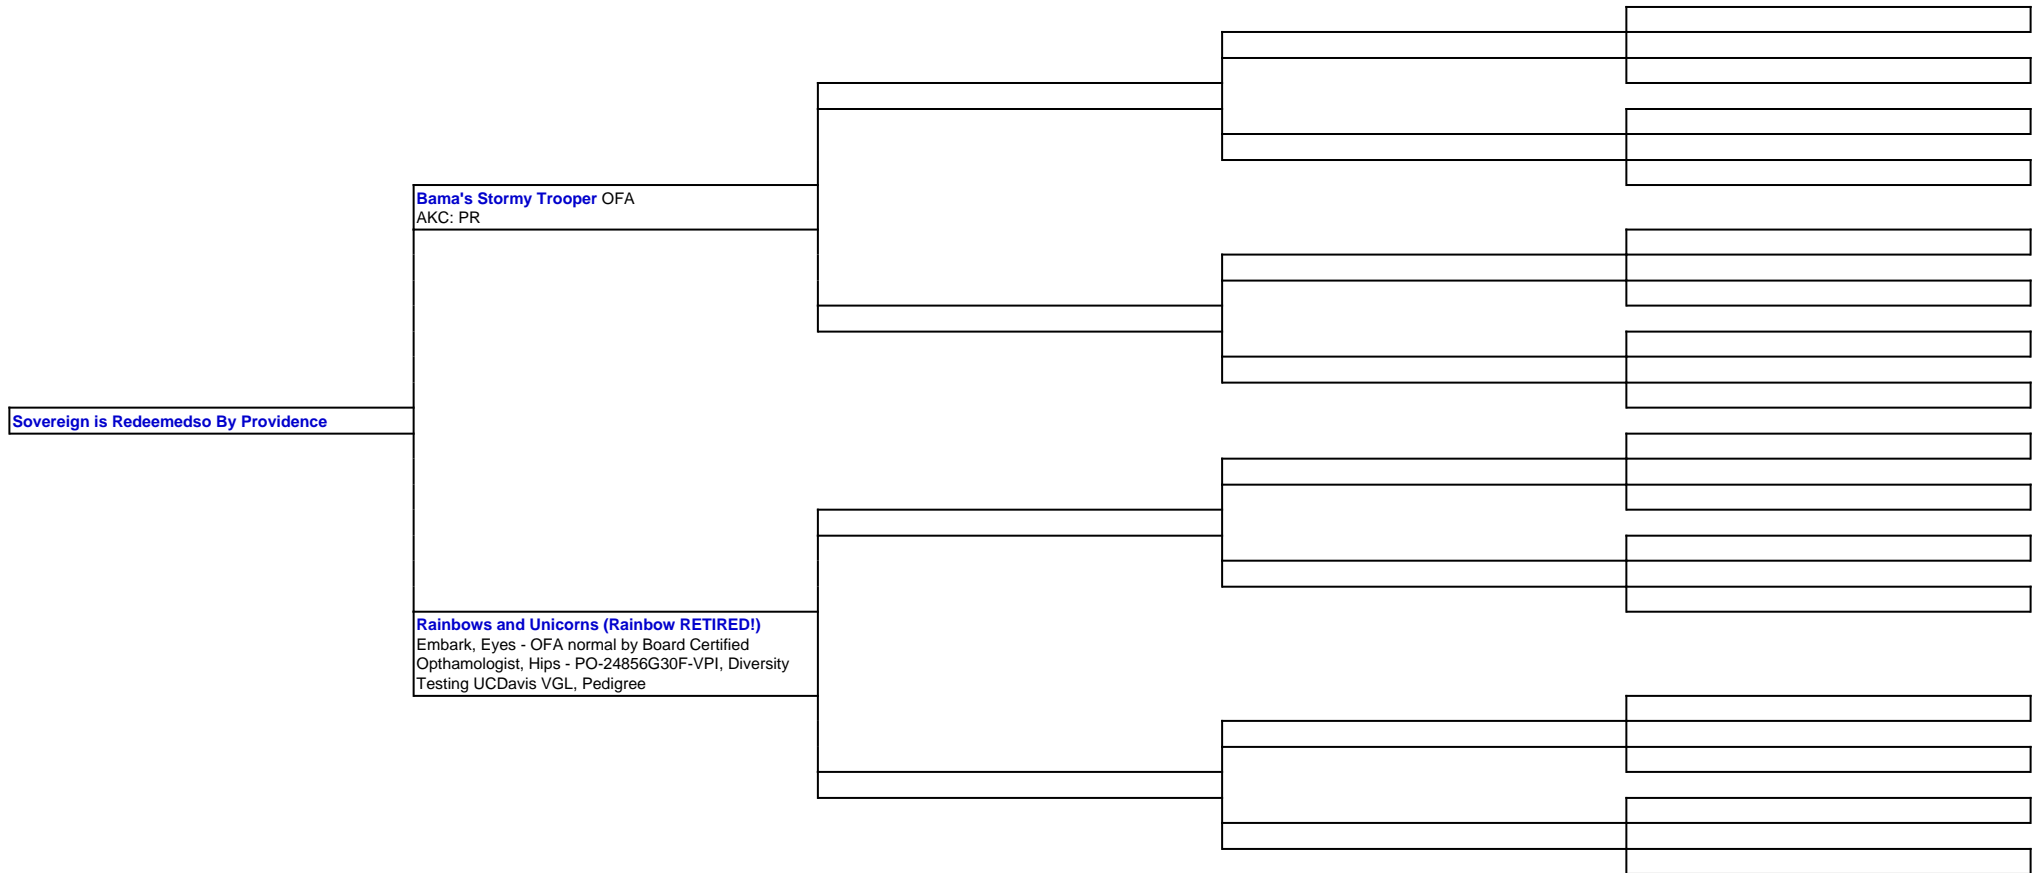 Bama's Stormy Trooper OFA
AKC: PR
Sovereign is Redeemedso By Providence
Rainbows and Unicorns (Rainbow RETIRED!)
Embark, Eyes - OFA normal by Board Certified
Opthamologist, Hips - PO-24856G30F-VPI, Diversity
Testing UCDavis VGL, Pedigree